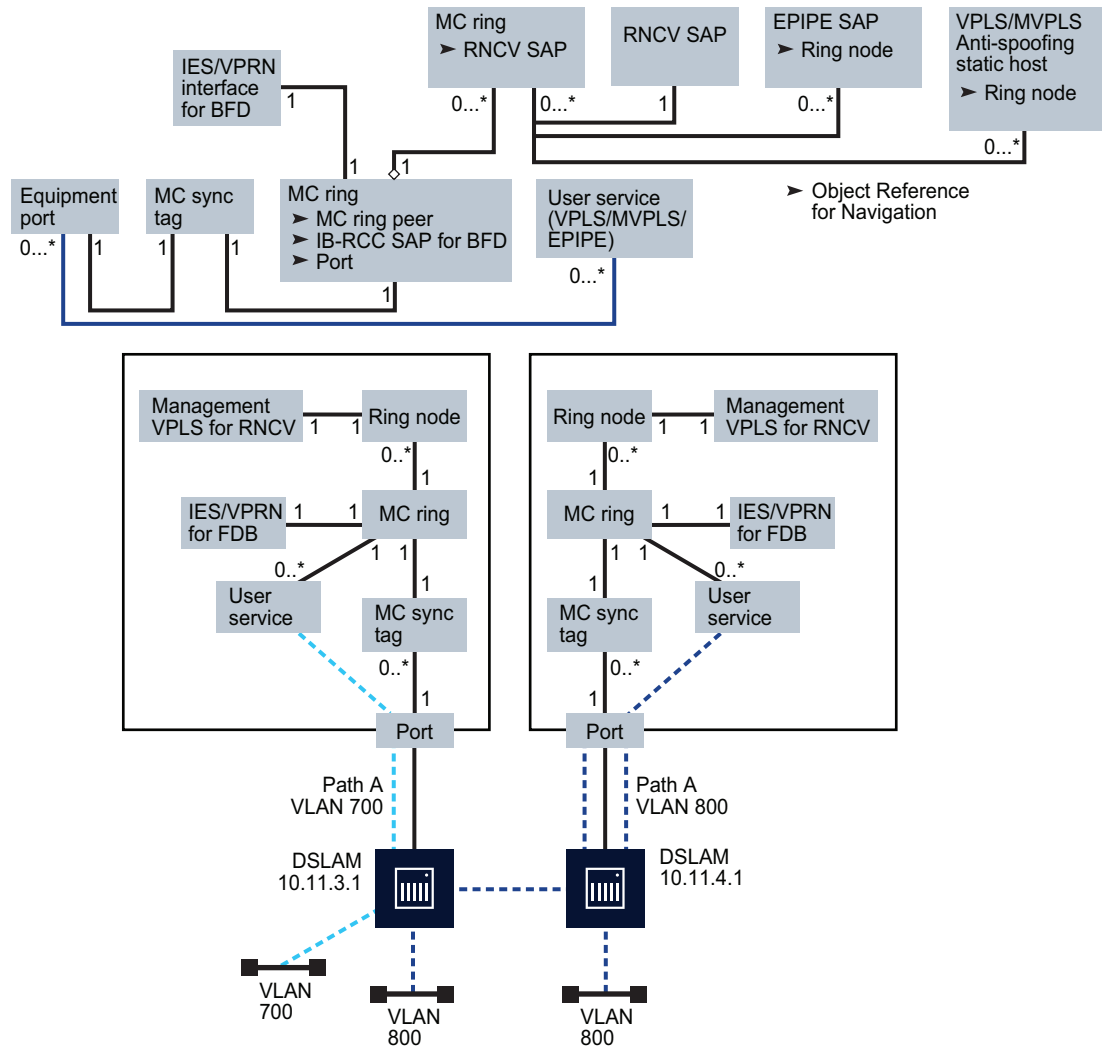 MC ring
➤ RNCV SAP
RNCV SAP
EPIPE SAP
➤ Ring node
VPLS/MVPLS
Anti-spoofing
static host
➤ Ring node
IES/VPRN
interface
for BFD
1
0...*
0...*
1
0...*
0...*
1
1
Equipment
port
MC sync
tag
MC ring
➤ MC ring peer
➤ IB-RCC SAP for BFD
➤ Port
User service
(VPLS/MVPLS/
EPIPE)
➤ Object Reference
for Navigation
0...*
1
1
1
1
0...*
Management
VPLS for RNCV
1
1
Ring node
0..*
1
IES/VPRN
for FDB
1
1
MC ring
1
1
0..*
1
User
service
MC sync
tag
0..*
1
Port
Ring node
1
1
Management
VPLS for RNCV
0..*
1
MC ring
1
1
IES/VPRN
for FDB
1
1
0..*
1
MC sync
tag
User
service
0..*
1
Port
Path A
VLAN 700
Path A
VLAN 800
DSLAM
10.11.3.1
DSLAM
10.11.4.1
VLAN
700
VLAN
800
VLAN
800